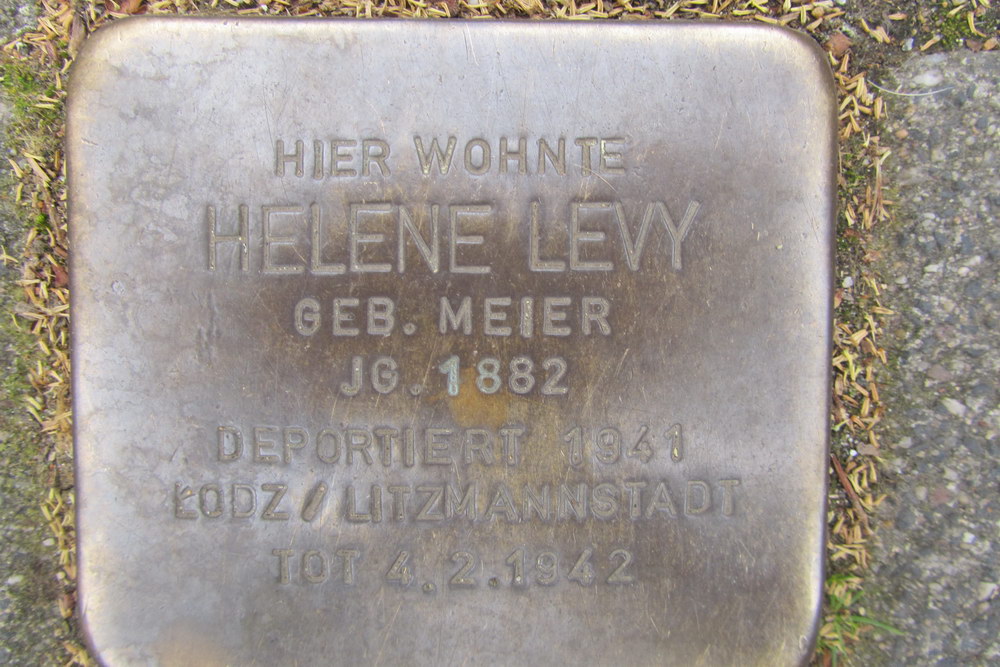 HIER WOHNTE
HELENE LEVY
GEB. MEIER
JG. 1882
DEPORTIERT 1941
ŁODZ / LITZMANNSTADT
TOT 4.2.1942